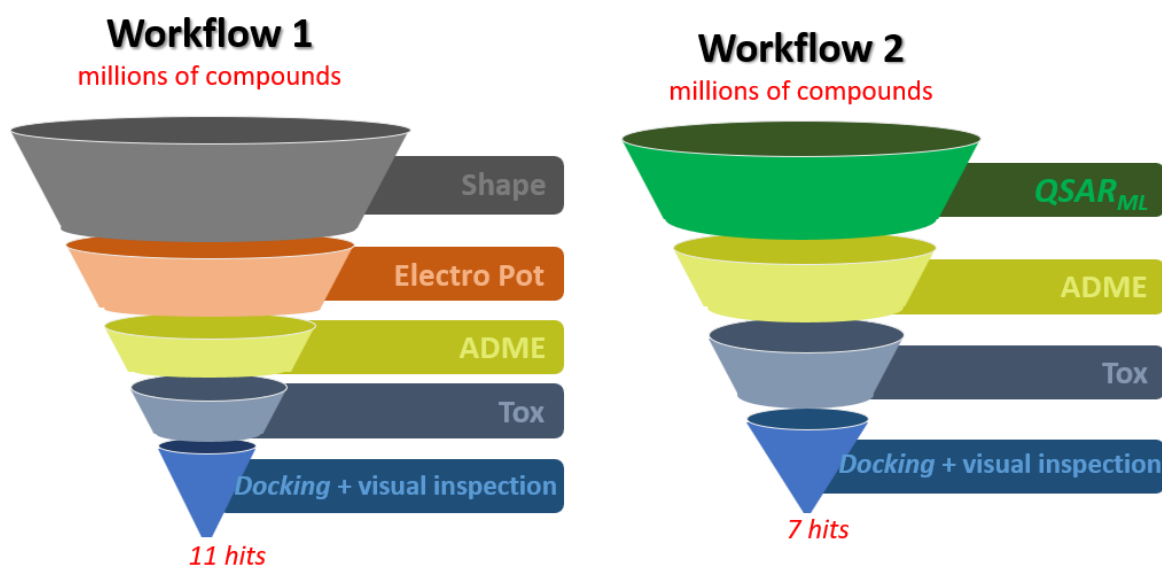 Workflow 1
millions of compounds
Shape
Electro Pot
ADME
Tox
Docking + visual inspection
11 hits
Workflow 2
millions of compounds
QSAR_ML
ADME
Tox
Docking + visual inspection
7 hits